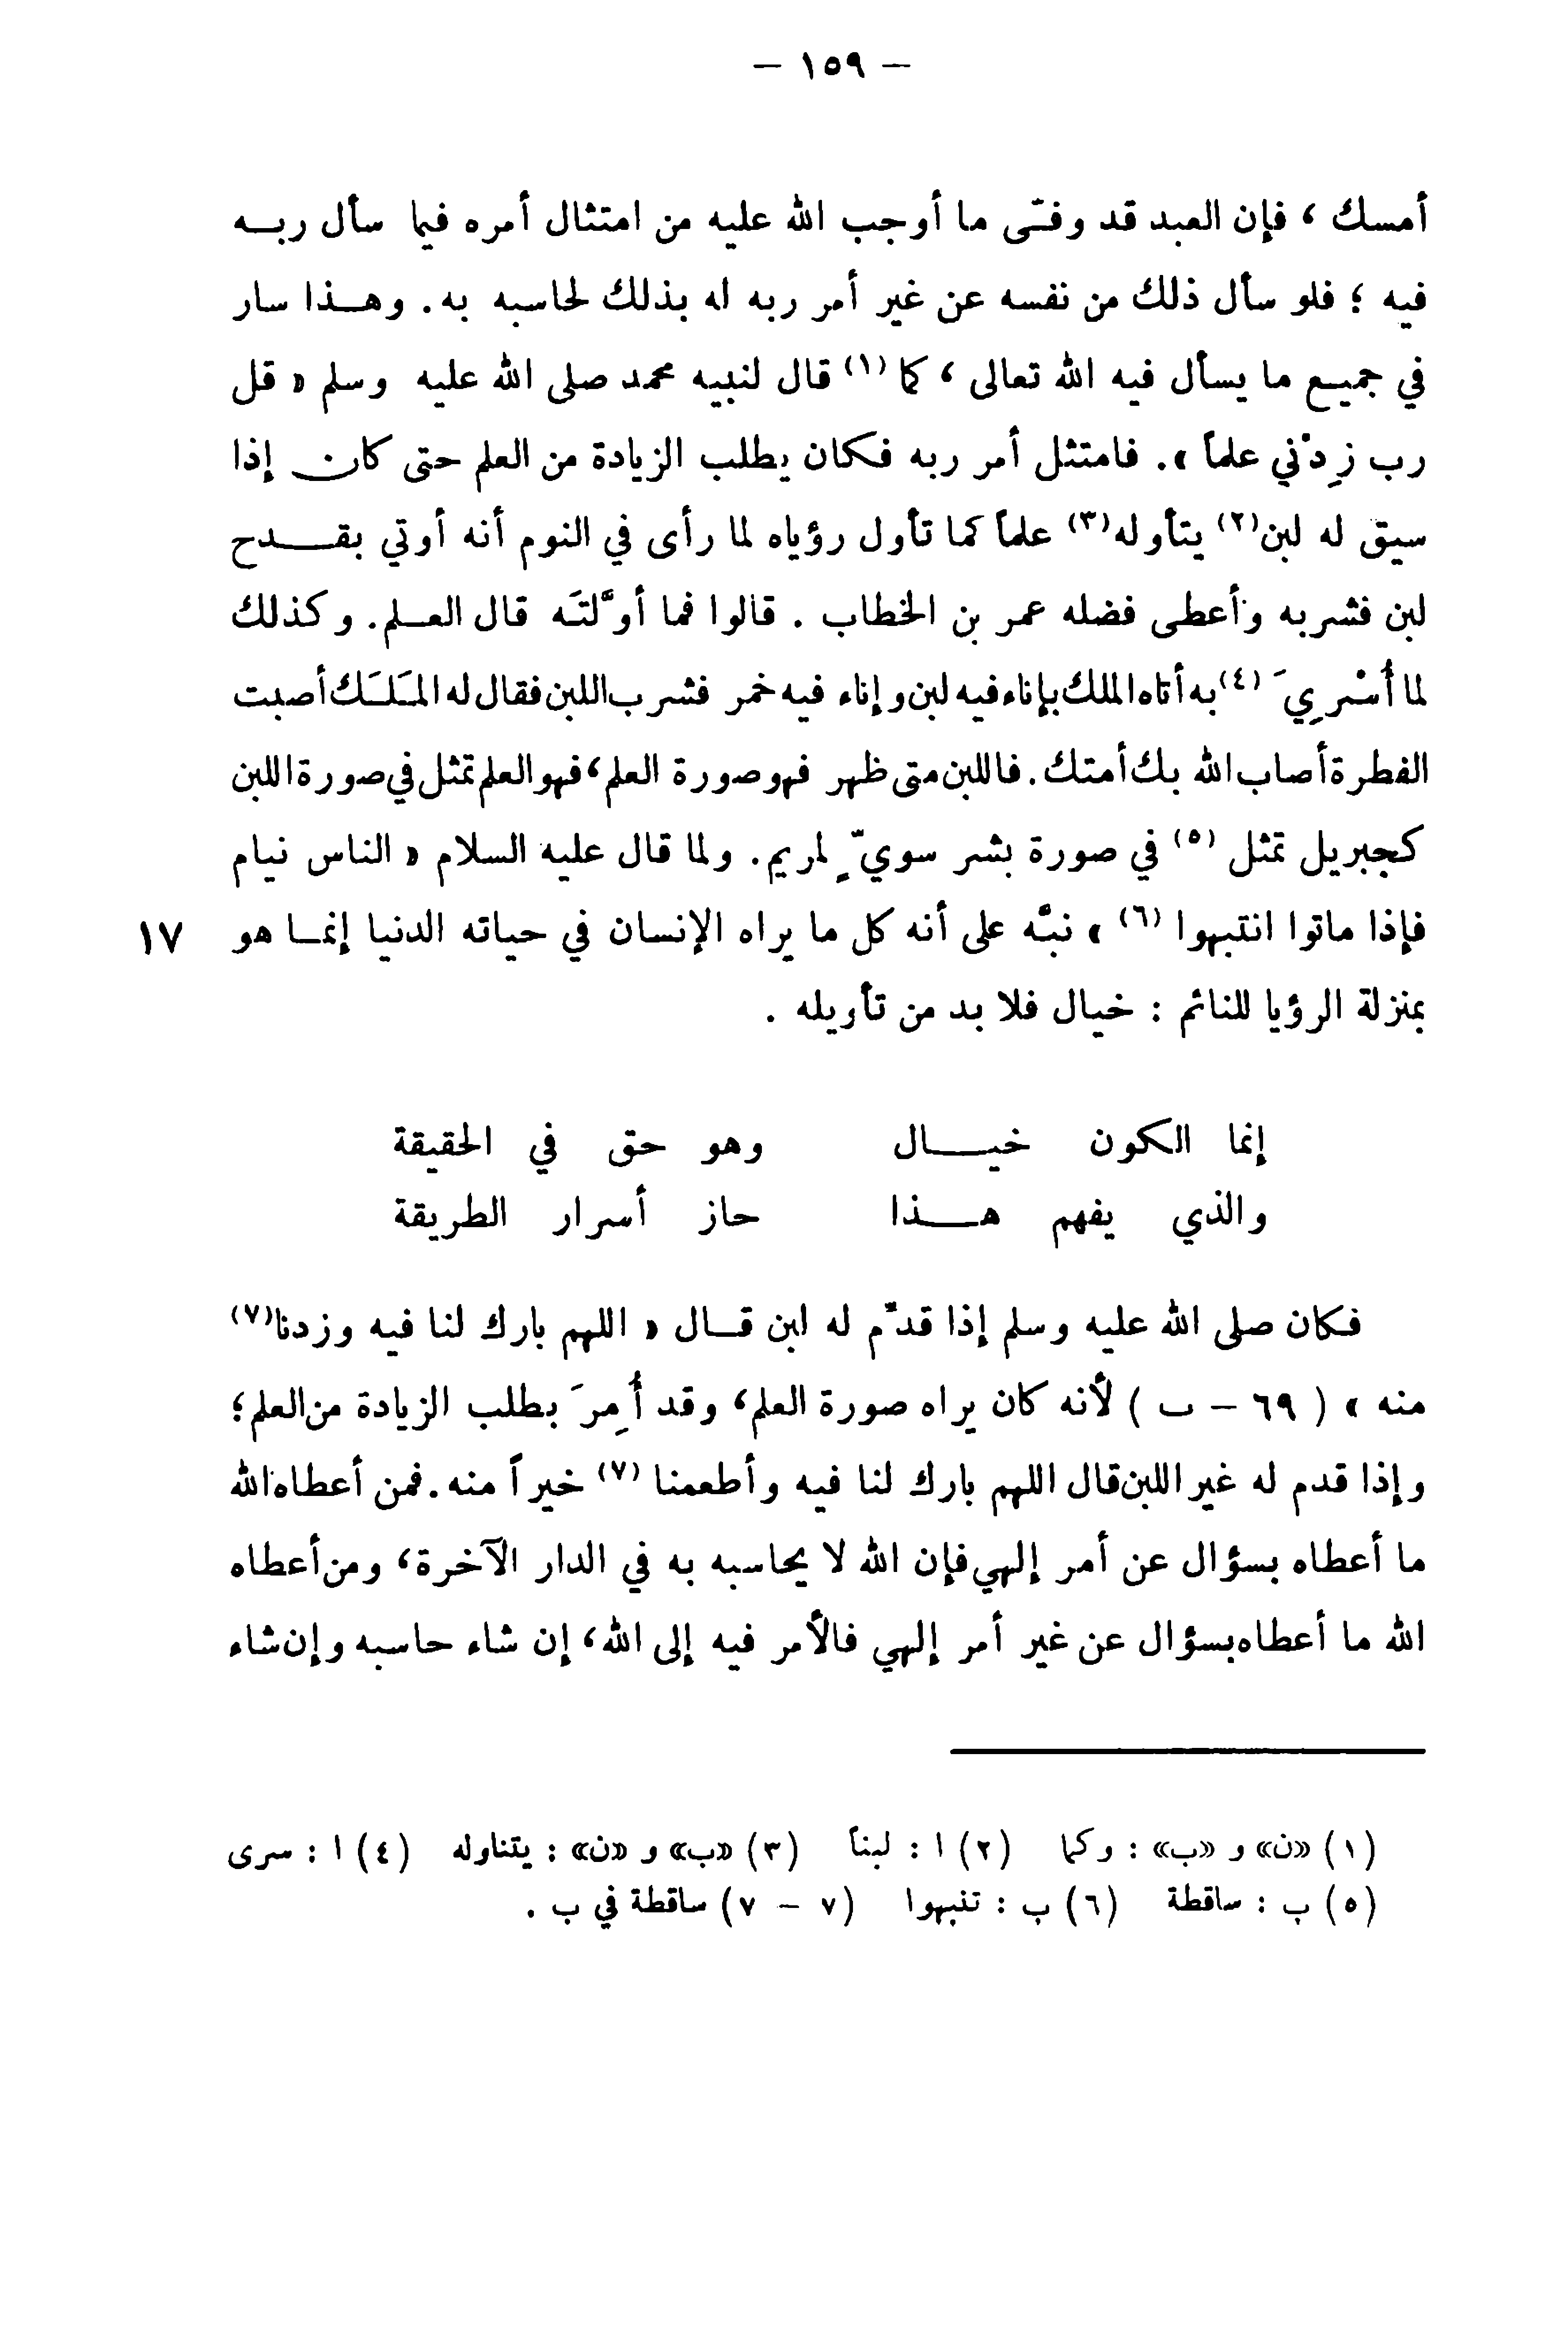 – ١٥٩ –
أمسك ، فإن العبد قد وفَّى ما أوجب الله عليه من امتثال أمره فيما سأل ربه
فيه ؛ فلو سأل ذلك من نفسه عن غير أمر ربه له بذلك لحاسبه به. وهذا سار
في جميع ما يسأل فيه الله تعالى ، كما (١) قال لنبيه محمد صلى الله عليه وسلم « قل
رب زِدْني علماً ». فامتثل أمر ربه فكان يطلب الزيادة من العلم حتى كان إذا
سيق له لبن(٢) يتأوله(٣) علماً كما تأول رؤياه لما رأى في النوم أنه أوتي بقدح
لبن فشربه وأعطى فضله عمر بن الخطاب . قالوا فما أوَّلتَه قال العلم. وكذلك
لما أُسْرِيَ (٤) به أتاه الملك بإناء فيه لبن وإناء فيه خمر فشرب اللبن فقال له المَلَك أصبت
الفطرة أصاب الله بك أمتك. فاللبن متى ظهر فهو صورة العلم، فهو العلم تمثل في صورة اللبن
كجبريل تمثل (٥) في صورة بشر سويٍّ لمريم. ولما قال عليه السلام « الناس نيام
فإذا ماتوا انتبهوا (٦) » نبَّه على أنه كل ما يراه الإنسان في حياته الدنيا إنما هو ١٧
بمنزلة الرؤيا للنائم : خيال فلا بد من تأويله .
إنما الكون خيال وهو حق في الحقيقة
والذي يفهم هذا حاز أسرار الطريقة
فكان صلى الله عليه وسلم إذا قدِّم له لبن قال « اللهم بارك لنا فيه وزدنا(٧)
منه » ( ٦٩ – ب ) لأنه كان يراه صورة العلم، وقد أُمِرَ بطلب الزيادة من العلم؛
وإذا قدم له غير اللبن قال اللهم بارك لنا فيه وأطعمنا (٧) خيراً منه. فمن أعطاه الله
ما أعطاه بسؤال عن أمر إلهي فإن الله لا يحاسبه به في الدار الآخرة، ومن أعطاه
الله ما أعطاه بسؤال عن غير أمر إلهي فالأمر فيه إلى الله، إن شاء حاسبه وإن شاء
(١) «ن» و «ب» : وكما (٢) ا : لبناً (٣) «ب» و «ن» : يتناوله (٤) ا : سرى
(٥) ب : ساقطة (٦) ب : تنبهوا (٧ – ٧) ساقطة في ب .